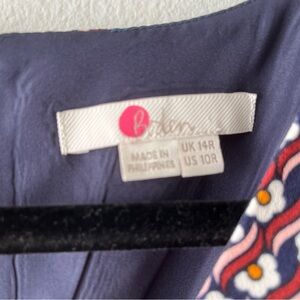 Boden
MADE IN
PHILIPPINES
UK 14R
US 10R